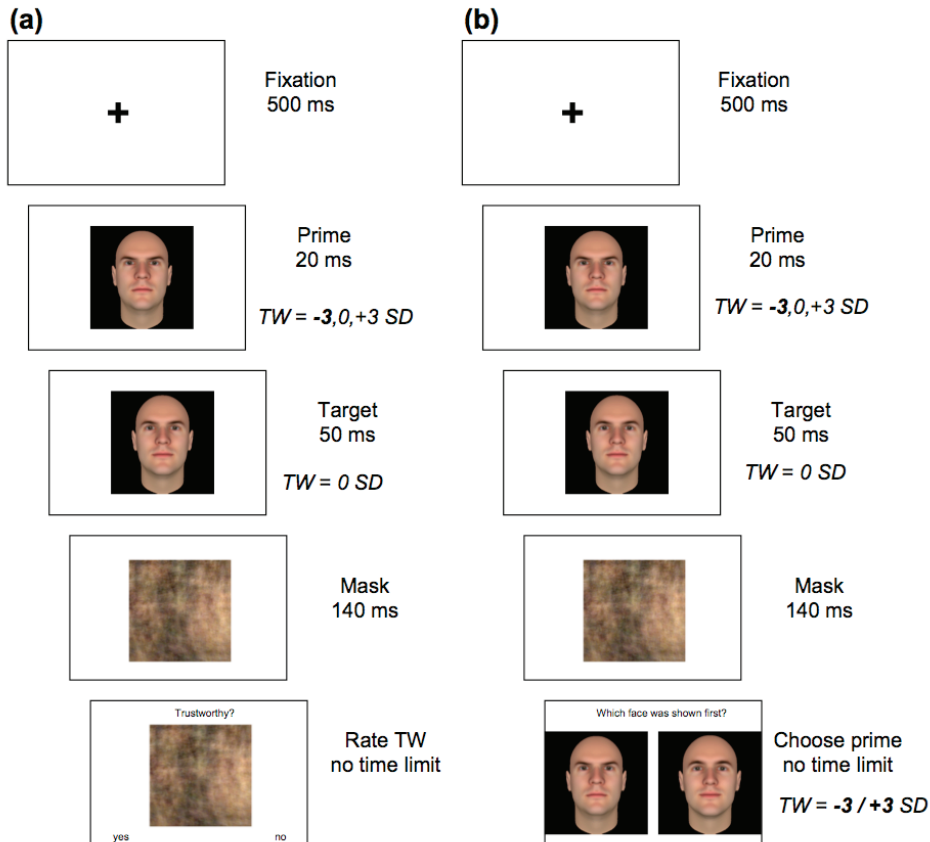 (a)
Fixation
500 ms
Prime
20 ms
TW = -3,0,+3 SD
Target
50 ms
TW = 0 SD
Mask
140 ms
Trustworthy?
Rate TW
no time limit
yes
no
(b)
Fixation
500 ms
Prime
20 ms
TW = -3,0,+3 SD
Target
50 ms
TW = 0 SD
Mask
140 ms
Which face was shown first?
Choose prime
no time limit
TW = -3 / +3 SD